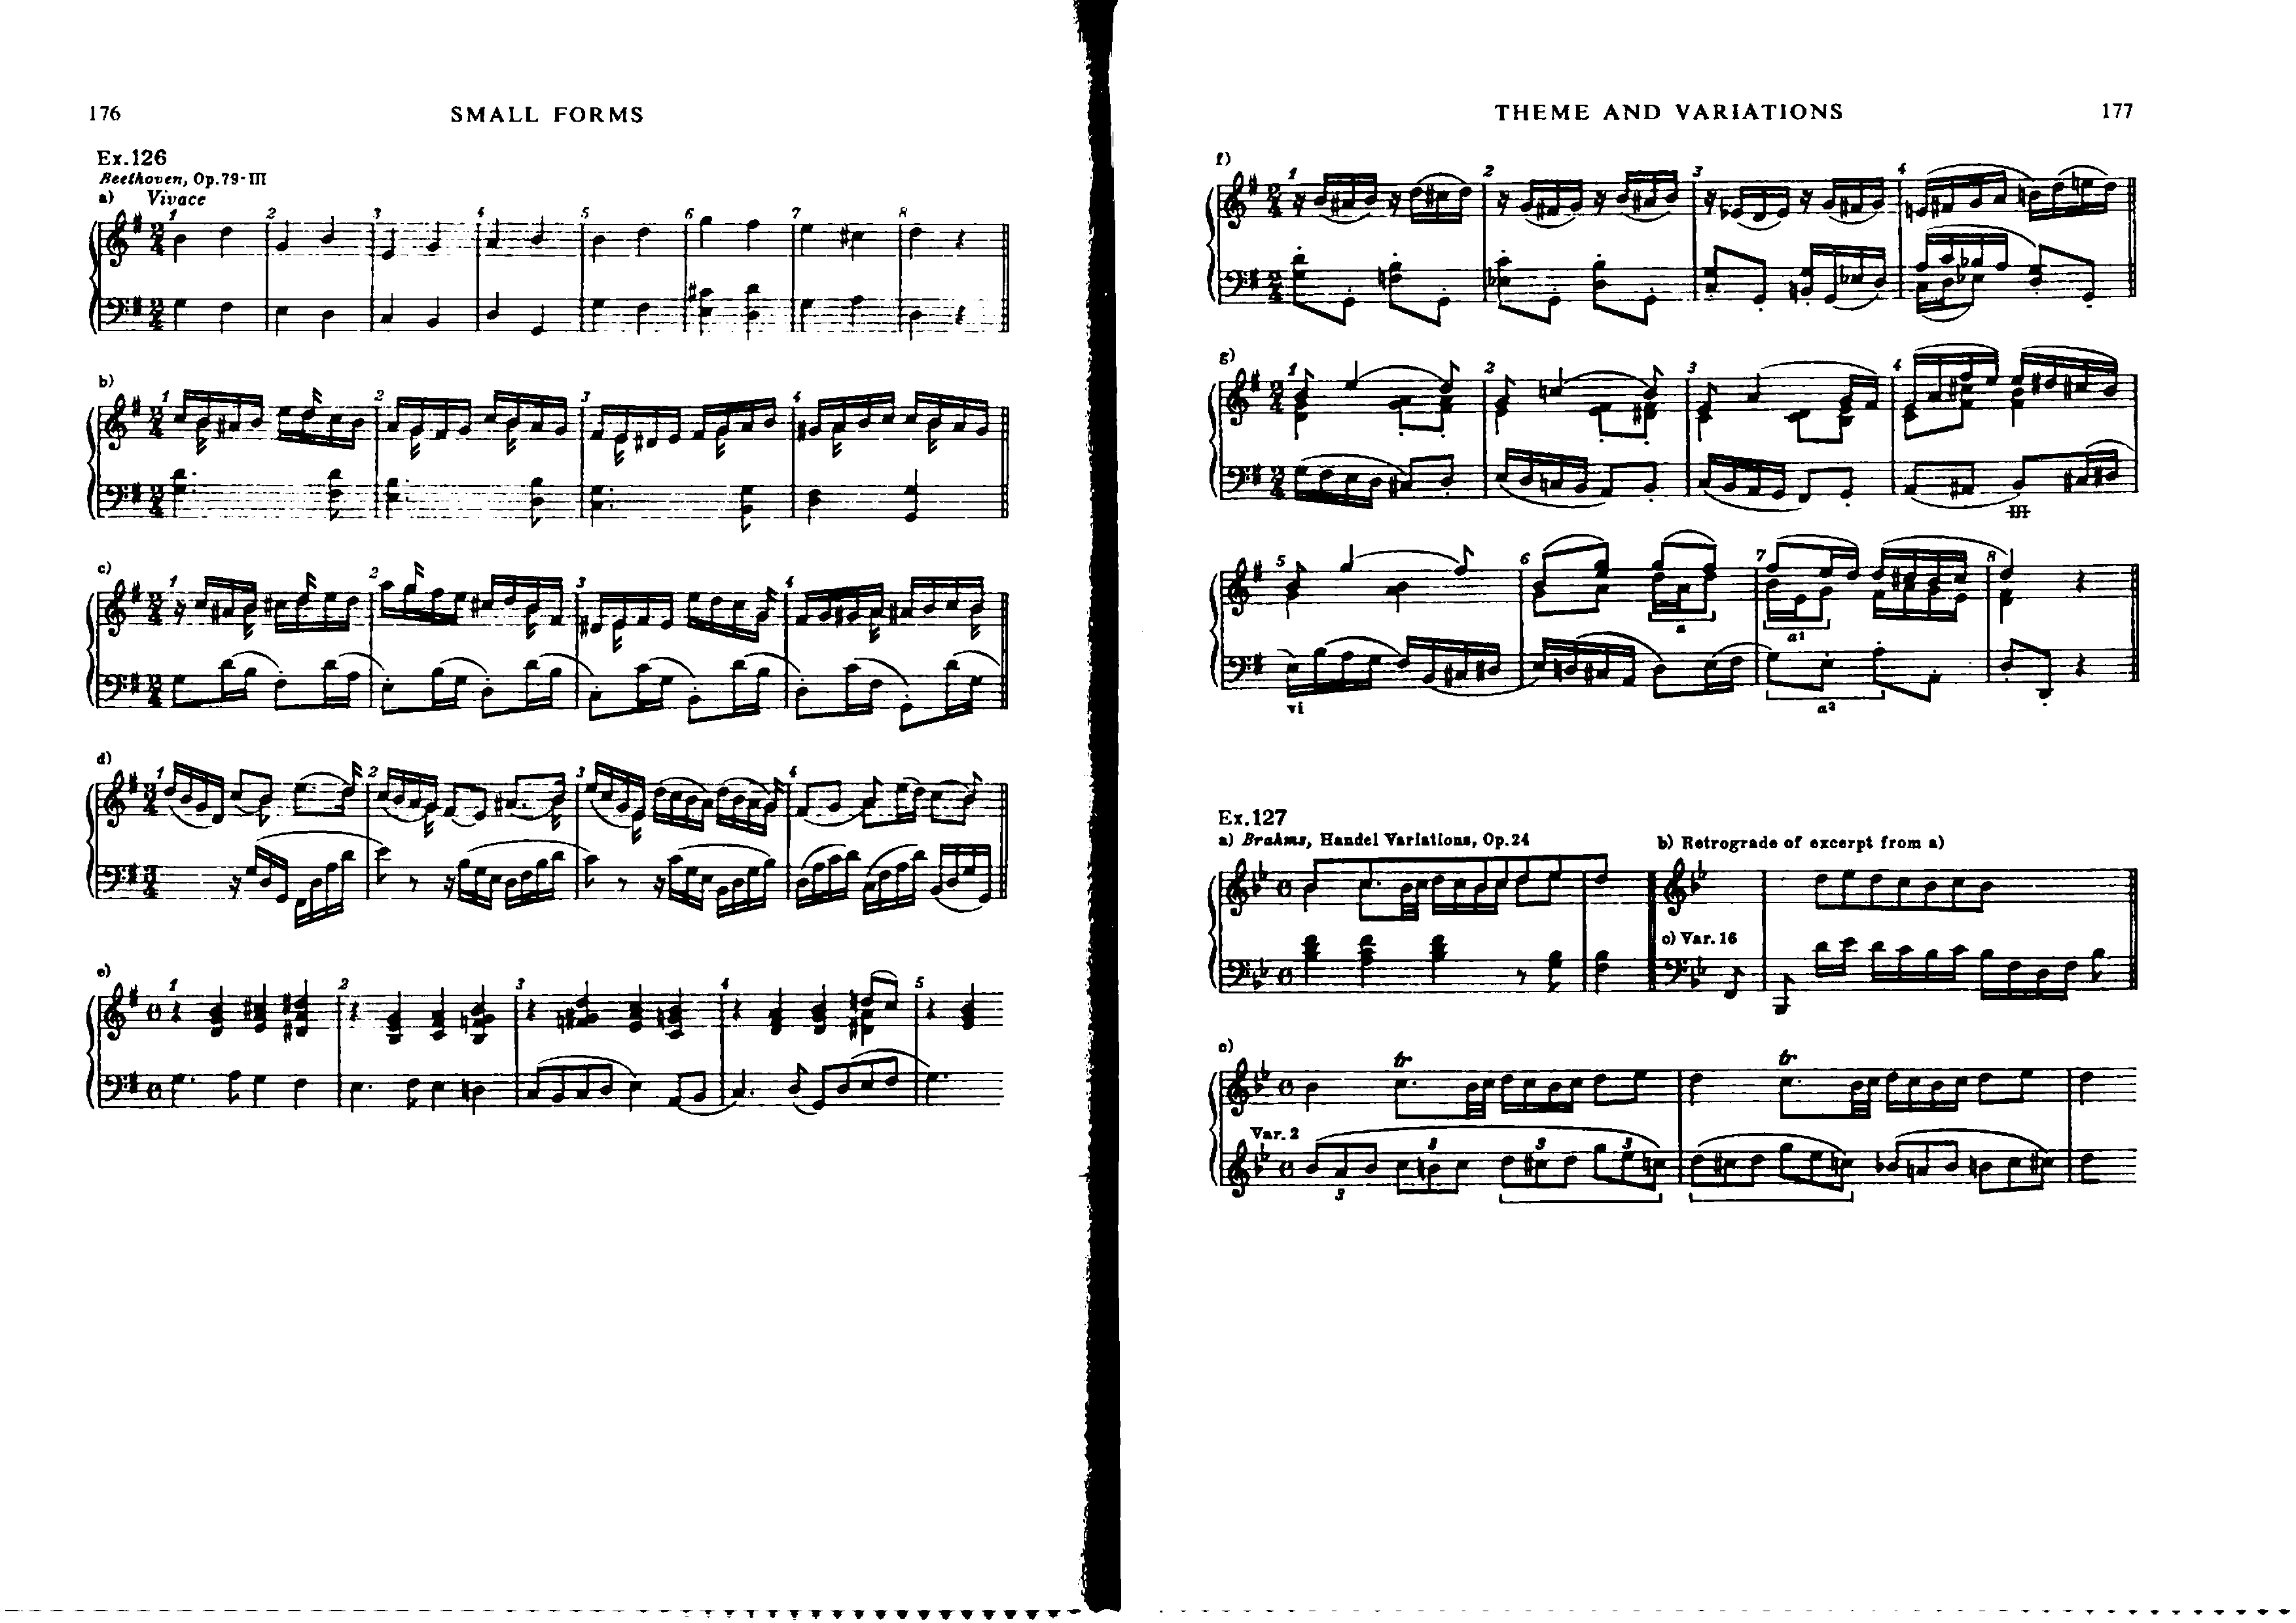 176 SMALL FORMS
Ex.126
Beethoven, Op.79-III
a) Vivace
1 2 3 4 5 6 7 8
b)
1 2 3 4
c)
1 2 3 4
d)
1 2 3 4
e)
1 2 3 4 5
THEME AND VARIATIONS 177
f)
1 2 3 4
g)
1 2 3 4
III
5 6 7 8
a a¹
vi a²
Ex.127
a) Brahms, Handel Variations, Op.24 b) Retrograde of excerpt from a)
c) Var. 16
c)
tr tr
Var. 2
3 3 3
3